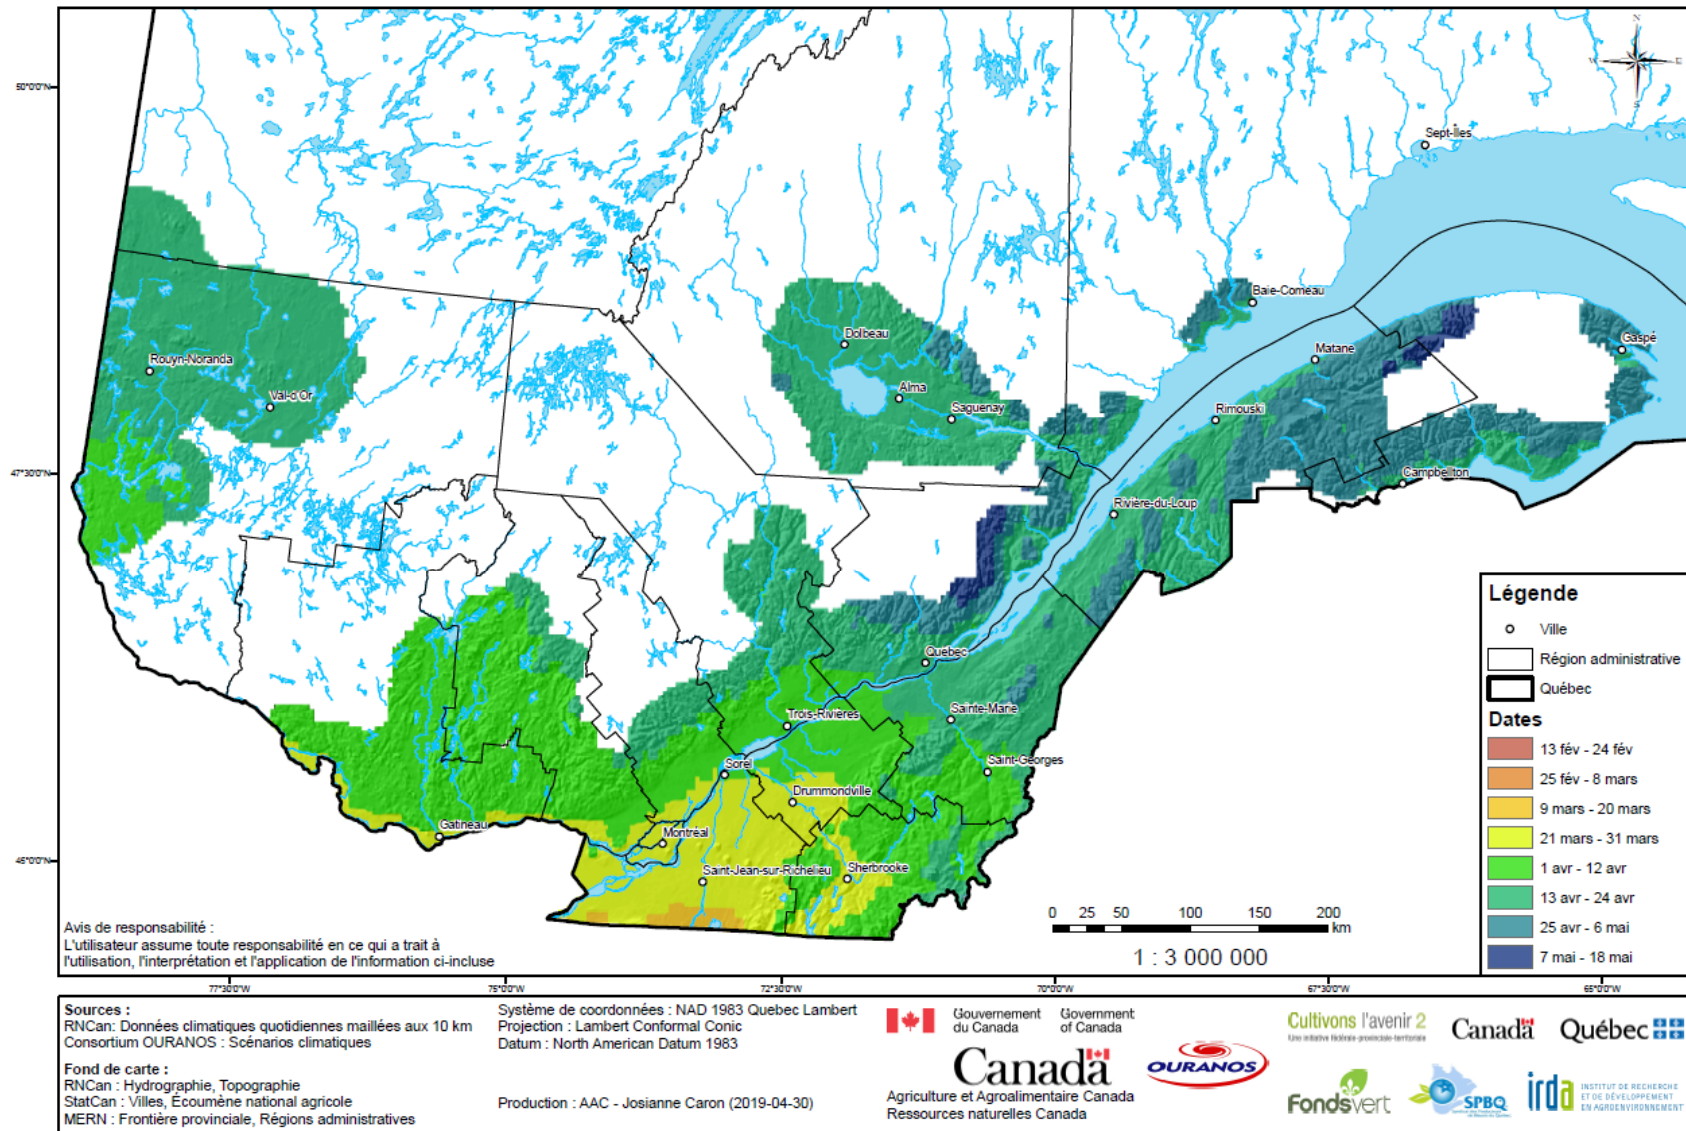 N
W E
S
50°0'0"N
47°30'0"N
45°0'0"N
Sept-Îles
Baie-Comeau
Gaspé
Matane
Dolbeau
Rouyn-Noranda
Alma
Val-d'Or
Saguenay
Rimouski
Campbellton
Rivière-du-Loup
Québec
Sainte-Marie
Trois-Rivières
Saint-Georges
Sorel
Drummondville
Gatineau
Montréal
Saint-Jean-sur-Richelieu
Sherbrooke
Légende
Ville
Région administrative
Québec
Dates
13 fév - 24 fév
25 fév - 8 mars
9 mars - 20 mars
21 mars - 31 mars
1 avr - 12 avr
13 avr - 24 avr
25 avr - 6 mai
7 mai - 18 mai
0 25 50 100 150 200
km
1 : 3 000 000
Avis de responsabilité :
L'utilisateur assume toute responsabilité en ce qui a trait à
l'utilisation, l'interprétation et l'application de l'information ci-incluse
77°30'0"W 75°0'0"W 72°30'0"W 70°0'0"W 67°30'0"W 65°0'0"W
Sources :
RNCan: Données climatiques quotidiennes maillées aux 10 km
Consortium OURANOS : Scénarios climatiques
Fond de carte :
RNCan : Hydrographie, Topographie
StatCan : Villes, Écoumène national agricole
MERN : Frontière provinciale, Régions administratives
Système de coordonnées : NAD 1983 Quebec Lambert
Projection : Lambert Conformal Conic
Datum : North American Datum 1983
Production : AAC - Josianne Caron (2019-04-30)
Gouvernement du Canada
Government of Canada
Canada
Agriculture et Agroalimentaire Canada
Ressources naturelles Canada
OURANOS
Cultivons l'avenir 2
Une initiative fédérale-provinciale-territoriale
Canada
Québec
Fondsvert
SPBQ
irda
INSTITUT DE RECHERCHE
ET DE DÉVELOPPEMENT
EN AGROENVIRONNEMENT